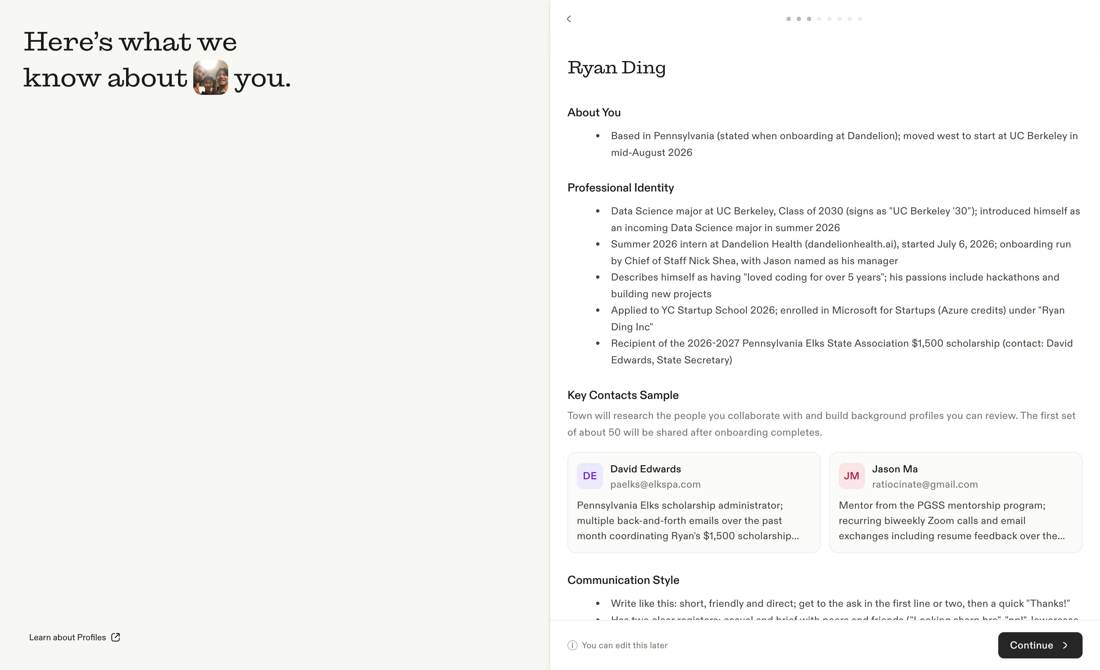 Here's what we
know about you.
Learn about Profiles
Ryan Ding
About You
• Based in Pennsylvania (stated when onboarding at Dandelion); moved west to start at UC Berkeley in
mid-August 2026
Professional Identity
• Data Science major at UC Berkeley, Class of 2030 (signs as "UC Berkeley '30"); introduced himself as
an incoming Data Science major in summer 2026
• Summer 2026 intern at Dandelion Health (dandelionhealth.ai), started July 6, 2026; onboarding run
by Chief of Staff Nick Shea, with Jason named as his manager
• Describes himself as having "loved coding for over 5 years"; his passions include hackathons and
building new projects
• Applied to YC Startup School 2026; enrolled in Microsoft for Startups (Azure credits) under "Ryan
Ding Inc"
• Recipient of the 2026-2027 Pennsylvania Elks State Association $1,500 scholarship (contact: David
Edwards, State Secretary)
Key Contacts Sample
Town will research the people you collaborate with and build background profiles you can review. The first set
of about 50 will be shared after onboarding completes.
DE
David Edwards
paelks@elkspa.com
Pennsylvania Elks scholarship administrator;
multiple back-and-forth emails over the past
month coordinating Ryan's $1,500 scholarship...
JM
Jason Ma
ratiocinate@gmail.com
Mentor from the PGSS mentorship program;
recurring biweekly Zoom calls and email
exchanges including resume feedback over the...
Communication Style
• Write like this: short, friendly and direct; get to the ask in the first line or two, then a quick "Thanks!"
You can edit this later
Continue